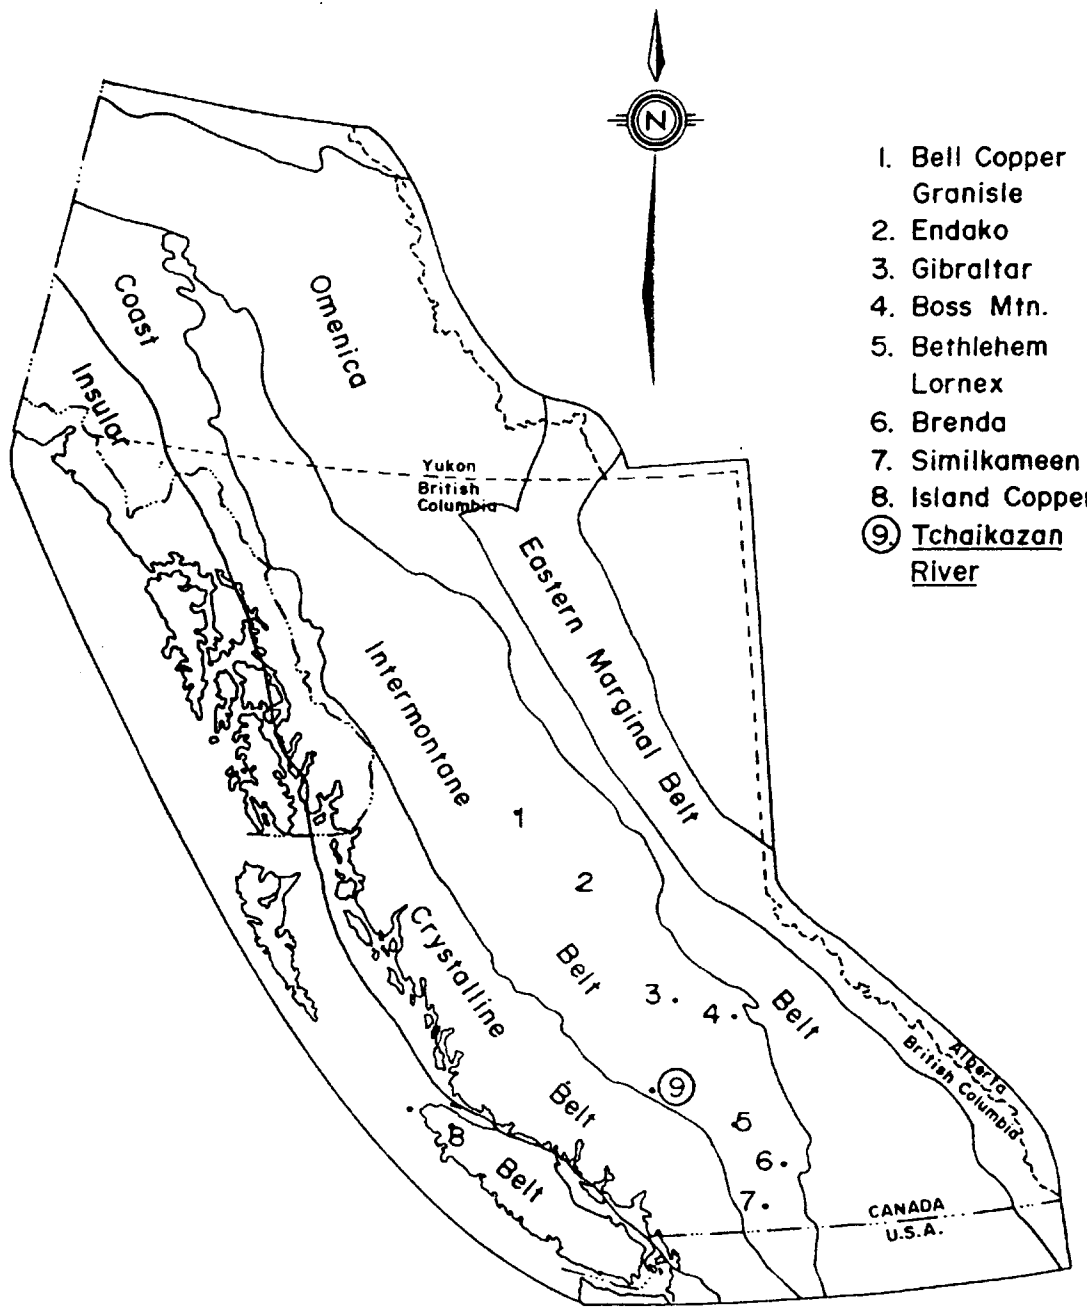 N
1. Bell Copper
Granisle
2. Endako
3. Gibraltar
4. Boss Mtn.
5. Bethlehem
Lornex
6. Brenda
7. Similkameen
8. Island Copper
9. Tchaikazan
River
Coast
Omenica
Insular
Yukon
British
Columbia
Eastern Marginal Belt
Intermontane
1
2
Crystalline
Belt
3
4
Belt
Alberta
British Columbia
9
Belt
5
8
6
Belt
7
CANADA
U.S.A.